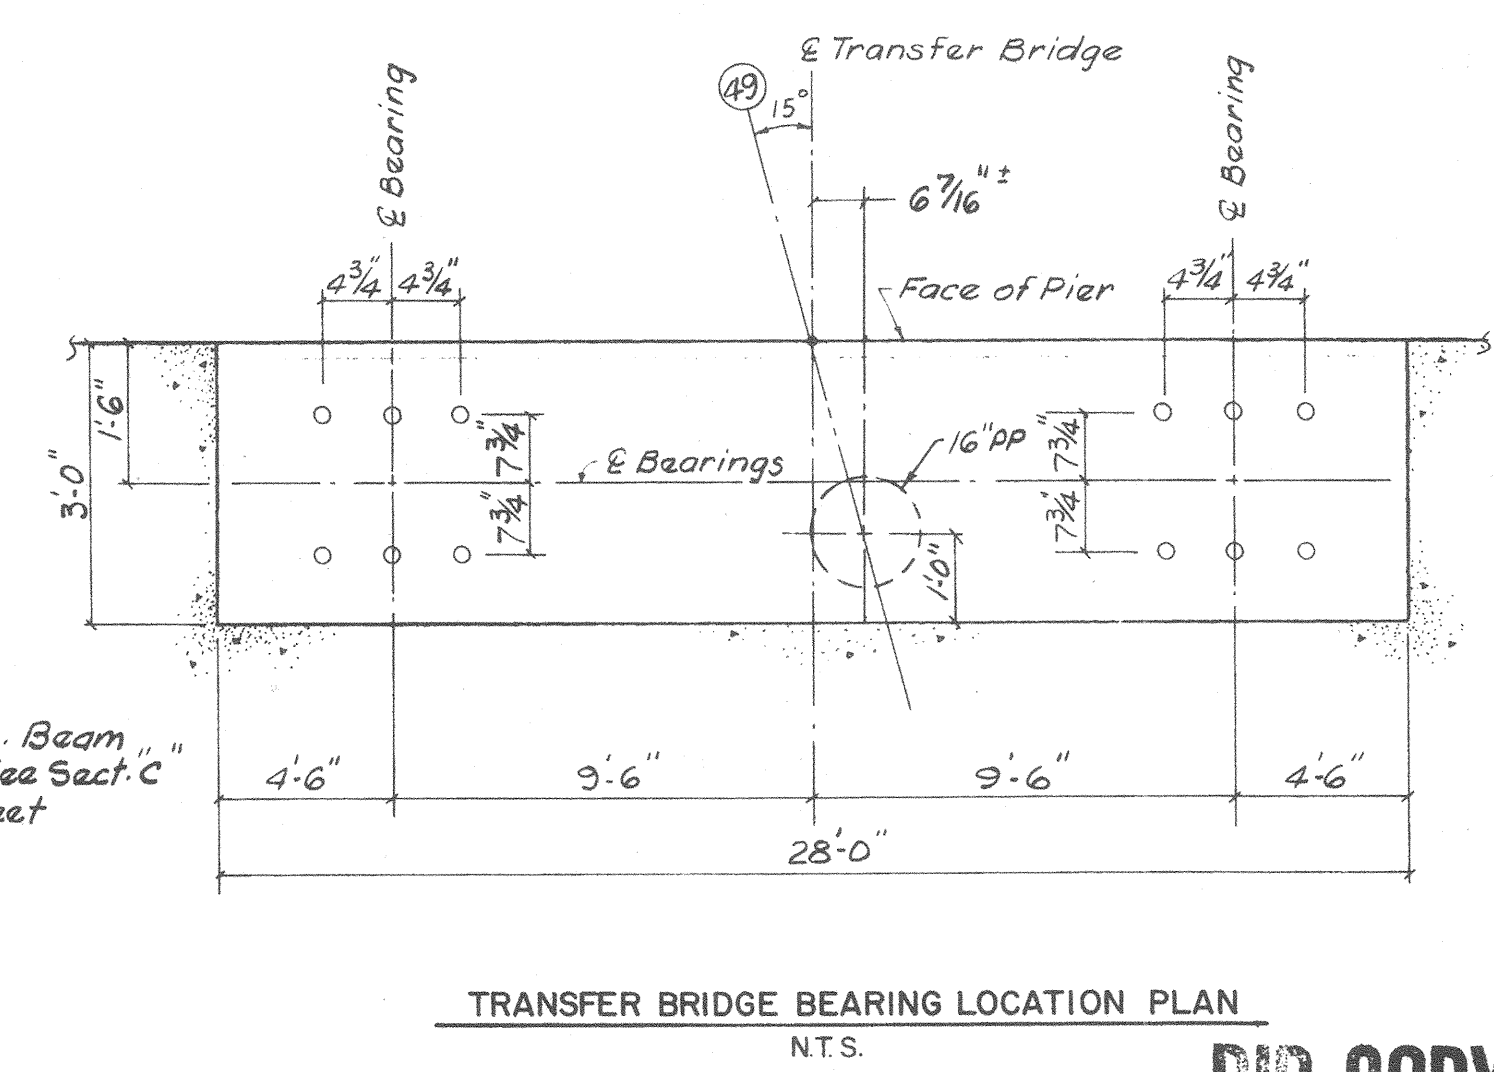 ℄ Transfer Bridge
49
15°
℄ Bearing
℄ Bearing
6 7/16" ±
4 3/4" 4 3/4"
Face of Pier
4 3/4" 4 3/4"
1'-6"
3'-0"
7 3/4"
7 3/4"
℄ Bearings
16" PP
7 3/4"
7 3/4"
1'-0"
. Beam
ee Sect. "C"
eet
4'-6" 9'-6" 9'-6" 4'-6"
28'-0"
TRANSFER BRIDGE BEARING LOCATION PLAN
N.T.S.
COPY